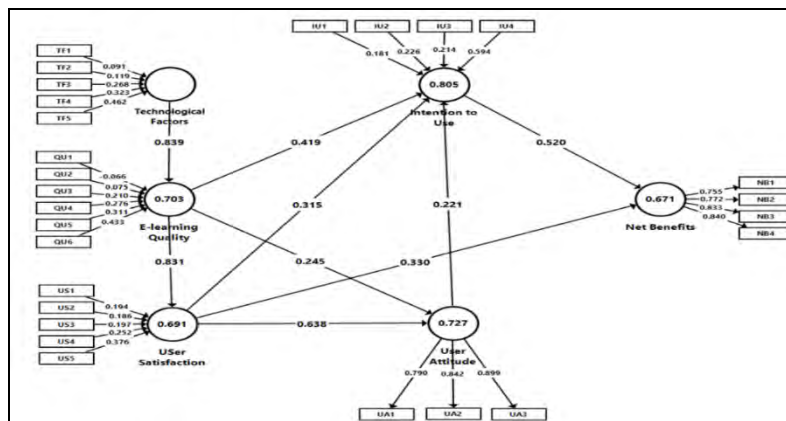 IU1
IU2
IU3
IU4
0.181
0.226
0.214
0.594
TF1
TF2
TF3
TF4
TF5
0.091
0.119
0.268
0.323
0.462
Technological
Factors
0.805
Intention to
Use
0.839
0.419
0.520
QU1
QU2
QU3
QU4
QU5
QU6
-0.066
0.075
0.210
0.276
0.311
0.433
0.703
E-learning
Quality
0.315
0.221
0.671
Net Benefits
0.755
0.772
0.833
0.840
NB1
NB2
NB3
NB4
0.831
0.245
0.330
US1
US2
US3
US4
US5
0.194
0.186
0.197
0.252
0.376
0.691
USer
Satisfaction
0.638
0.727
User
Attitude
0.790
0.842
0.899
UA1
UA2
UA3